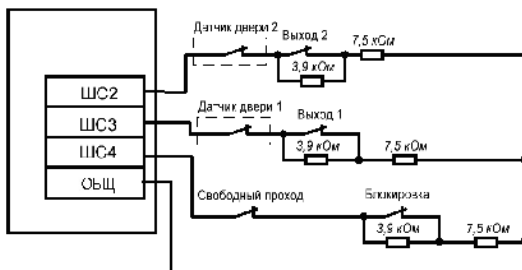 Датчик двери 2
Выход 2
7,5 кОм
3,9 кОм
ШС2
Датчик двери 1
Выход 1
ШС3
3,9 кОм
7,5 кОм
ШС4
ОБЩ
Свободный проход
Блокировка
3,9 кОм
7,5 кОм